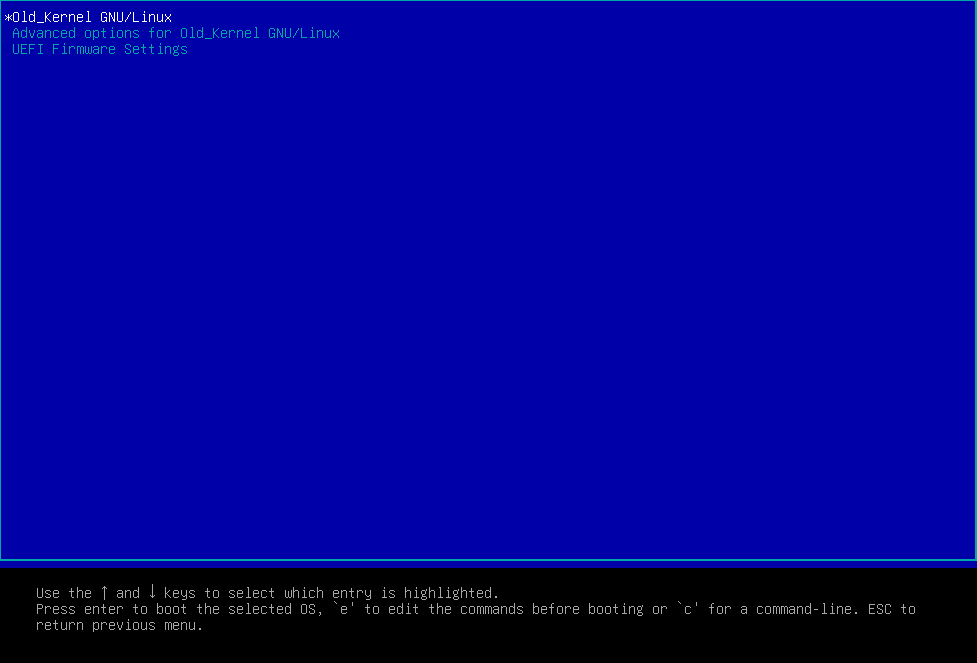 *Old_Kernel GNU/Linux
Advanced options for Old_Kernel GNU/Linux
UEFI Firmware Settings
Use the ↑ and ↓ keys to select which entry is highlighted.
Press enter to boot the selected OS, `e' to edit the commands before booting or `c' for a command-line. ESC to
return previous menu.